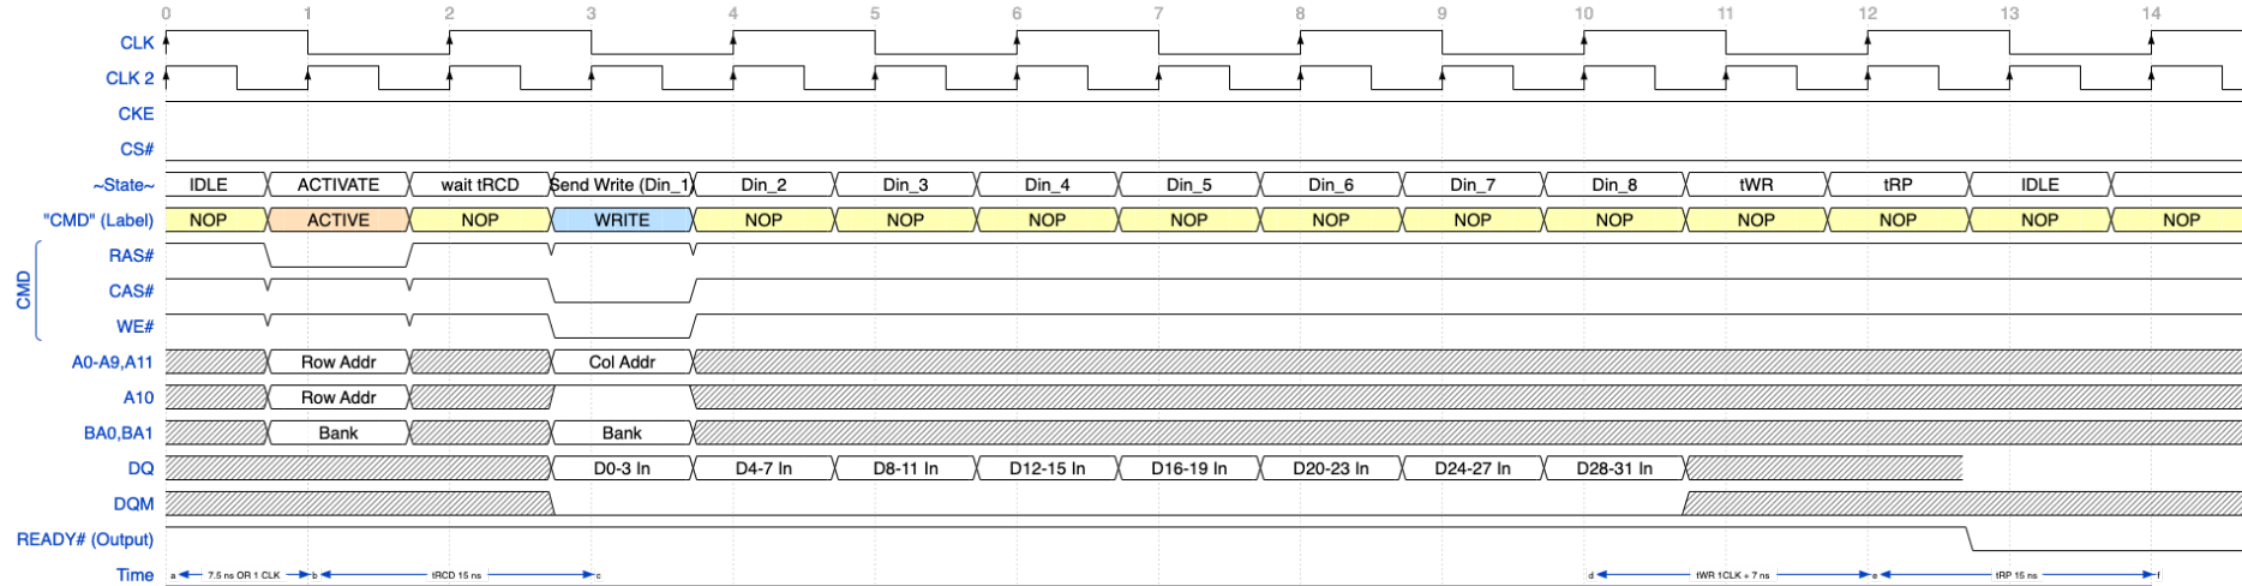 0 1 2 3 4 5 6 7 8 9 10 11 12 13 14
CLK
CLK 2
CKE
CS#
~State~ IDLE ACTIVATE wait tRCD Send Write (Din_1) Din_2 Din_3 Din_4 Din_5 Din_6 Din_7 Din_8 tWR tRP IDLE
"CMD" (Label) NOP ACTIVE NOP WRITE NOP NOP NOP NOP NOP NOP NOP NOP NOP NOP NOP
CMD
RAS#
CAS#
WE#
A0-A9,A11 Row Addr Col Addr
A10 Row Addr
BA0,BA1 Bank Bank
DQ D0-3 In D4-7 In D8-11 In D12-15 In D16-19 In D20-23 In D24-27 In D28-31 In
DQM
READY# (Output)
Time a 7.5 ns OR 1 CLK b tRCD 15 ns c d tWR 1CLK + 7 ns e tRP 15 ns f